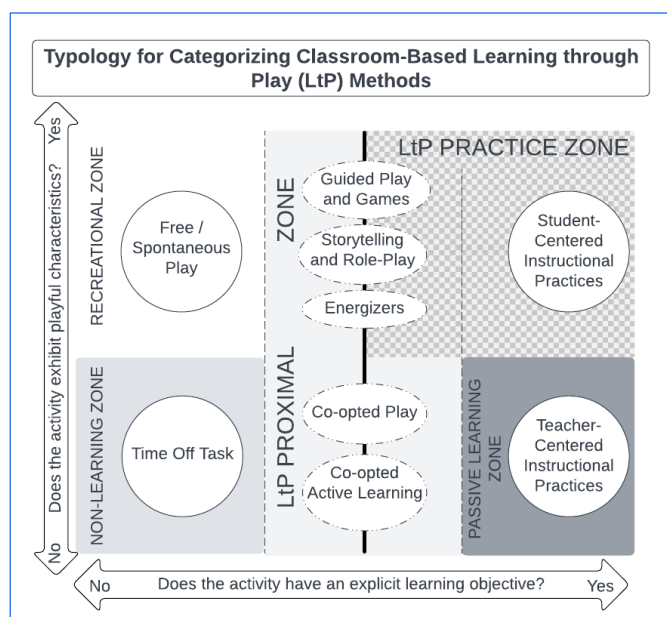 Typology for Categorizing Classroom-Based Learning through
Play (LtP) Methods
Yes
Does the activity exhibit playful characteristics?
No
RECREATIONAL ZONE
Free /
Spontaneous
Play
LtP PROXIMAL ZONE
LtP PRACTICE ZONE
Guided Play
and Games
Storytelling
and Role-Play
Energizers
Student-
Centered
Instructional
Practices
NON-LEARNING ZONE
Time Off Task
Co-opted Play
Co-opted
Active Learning
PASSIVE LEARNING
ZONE
Teacher-
Centered
Instructional
Practices
No
Does the activity have an explicit learning objective?
Yes